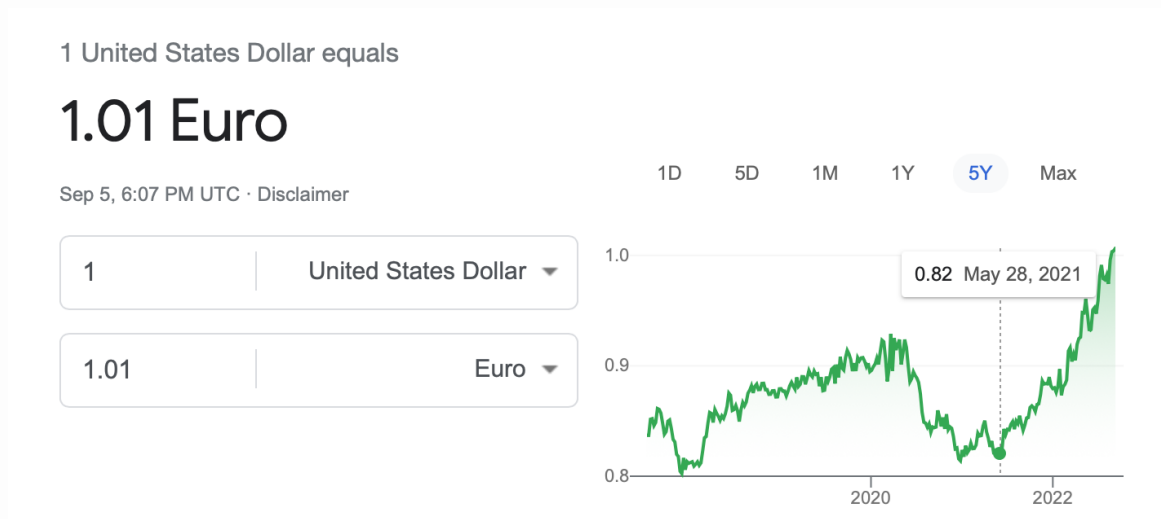 1 United States Dollar equals
1.01 Euro
Sep 5, 6:07 PM UTC · Disclaimer
1 United States Dollar
1.01 Euro
1D 5D 1M 1Y 5Y Max
1.0
0.82 May 28, 2021
0.9
0.8
2020 2022